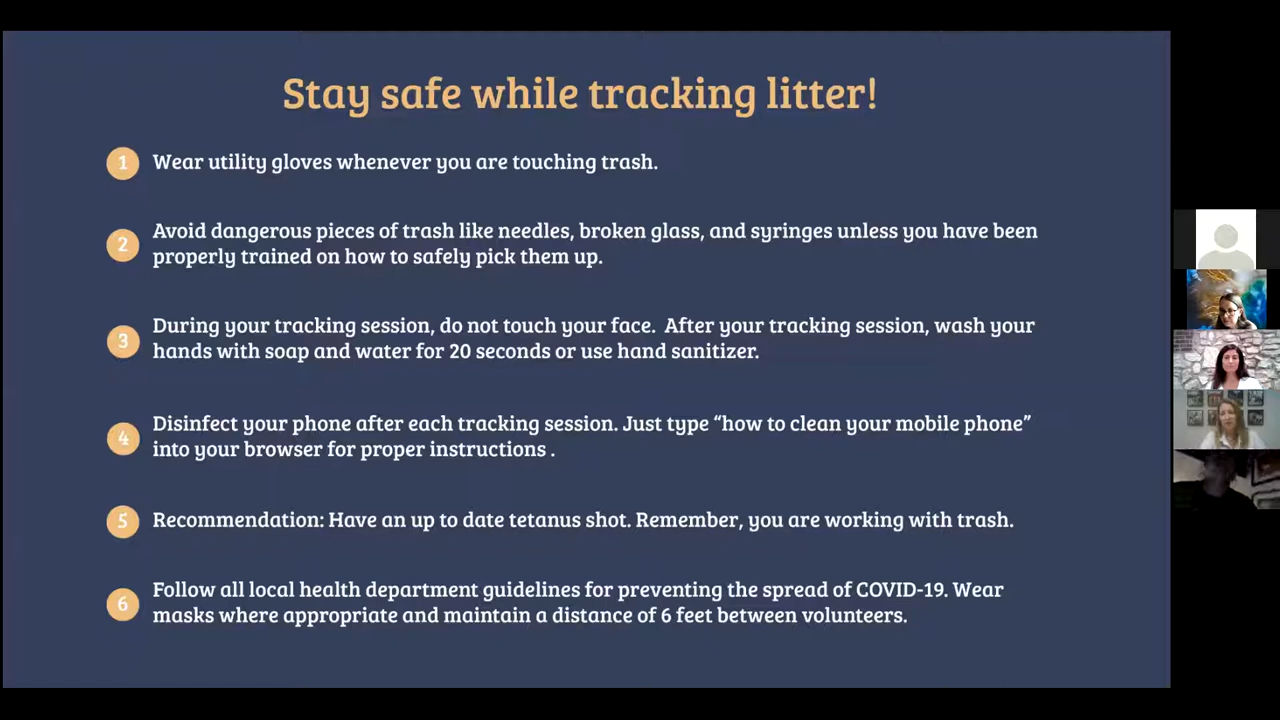 Stay safe while tracking litter!
1 Wear utility gloves whenever you are touching trash.
2 Avoid dangerous pieces of trash like needles, broken glass, and syringes unless you have been
properly trained on how to safely pick them up.
3 During your tracking session, do not touch your face. After your tracking session, wash your
hands with soap and water for 20 seconds or use hand sanitizer.
4 Disinfect your phone after each tracking session. Just type “how to clean your mobile phone”
into your browser for proper instructions .
5 Recommendation: Have an up to date tetanus shot. Remember, you are working with trash.
6 Follow all local health department guidelines for preventing the spread of COVID-19. Wear
masks where appropriate and maintain a distance of 6 feet between volunteers.